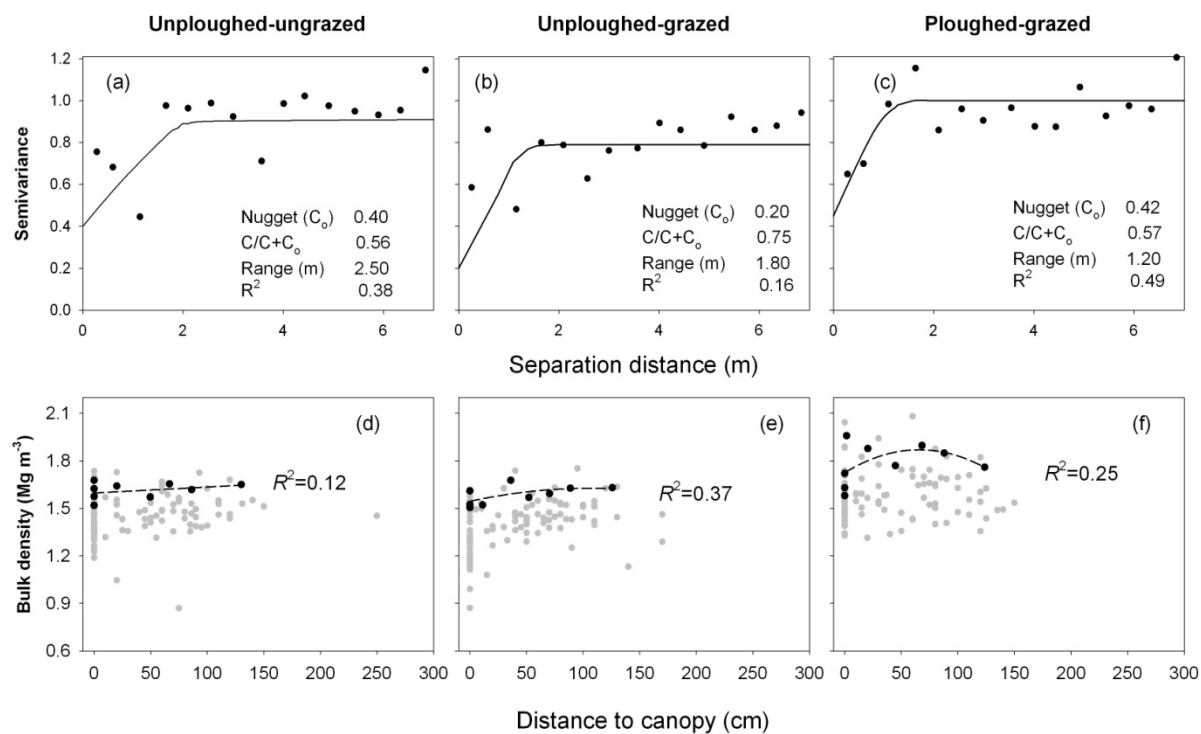 Unploughed-ungrazed
Unploughed-grazed
Ploughed-grazed
Semivariance
1.2
1.0
0.8
0.6
0.4
0.2
0.0
(a)
Nugget (Co) 0.40
C/C+Co 0.56
Range (m) 2.50
R2 0.38
0 2 4 6
(b)
Nugget (Co) 0.20
C/C+Co 0.75
Range (m) 1.80
R2 0.16
0 2 4 6
(c)
Nugget (Co) 0.42
C/C+Co 0.57
Range (m) 1.20
R2 0.49
0 2 4 6
Separation distance (m)
Bulk density (Mg m-3)
2.1
1.8
1.5
1.2
0.9
0.6
(d)
R2=0.12
0 50 100 150 200 250 300
(e)
R2=0.37
0 50 100 150 200 250 300
(f)
R2=0.25
0 50 100 150 200 250 300
Distance to canopy (cm)